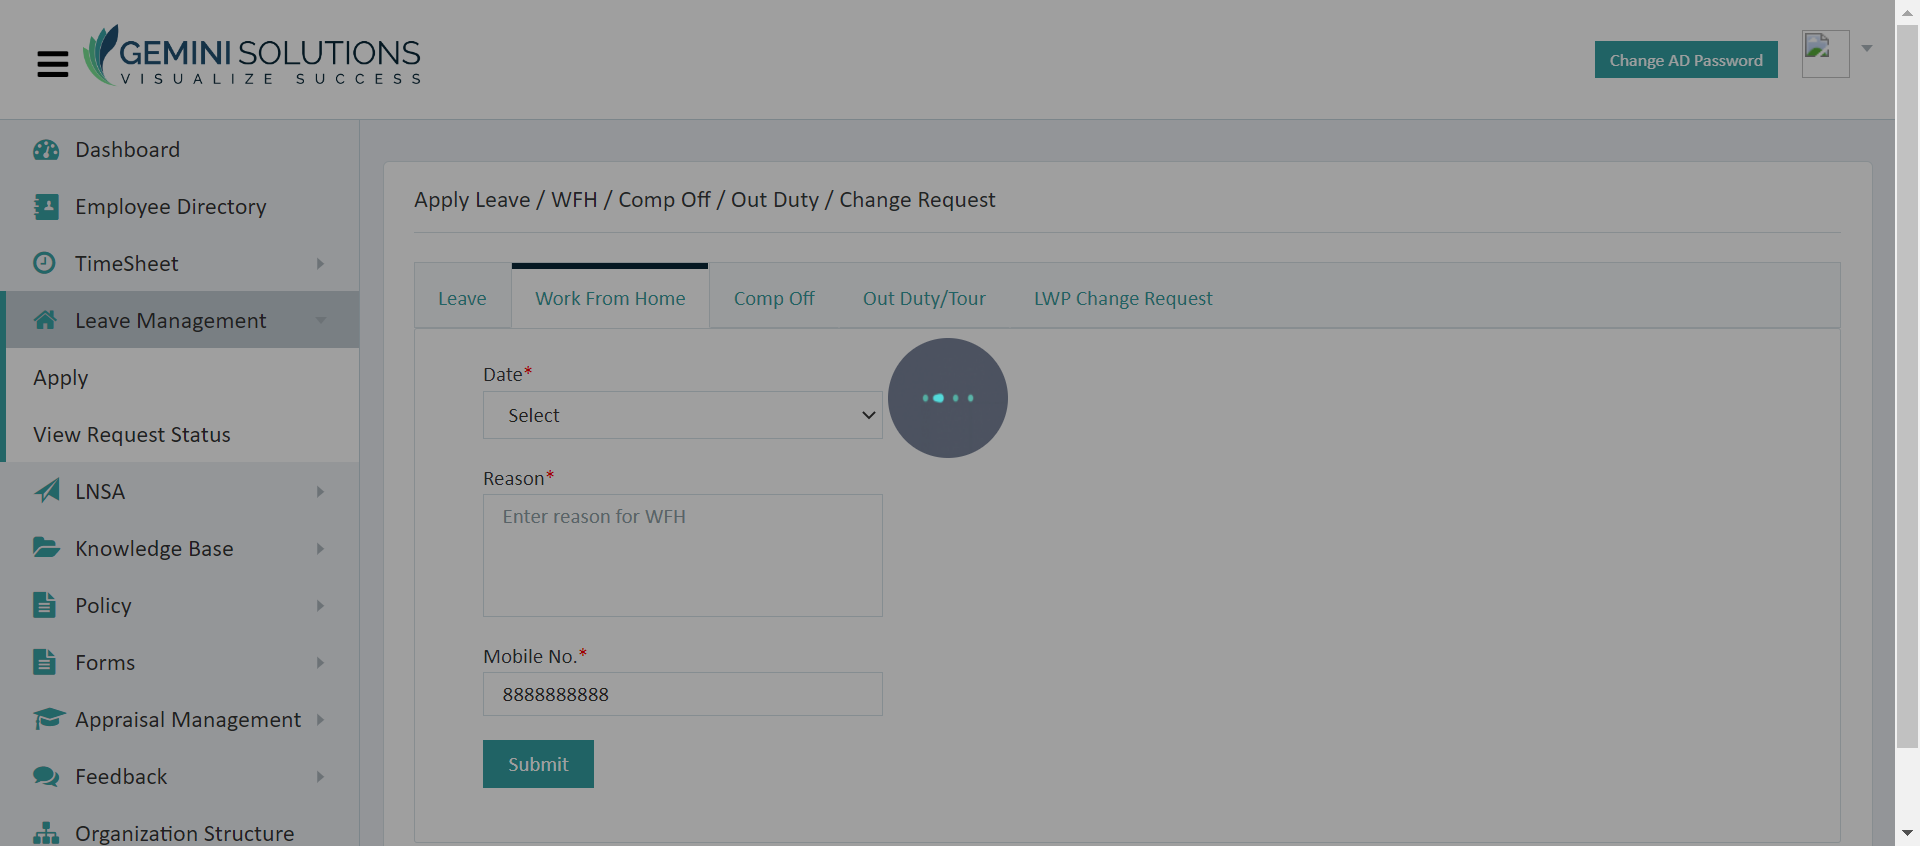 GEMINI SOLUTIONS
VISUALIZE SUCCESS
Change AD Password
Dashboard
Employee Directory
TimeSheet
Leave Management
Apply
View Request Status
LNSA
Knowledge Base
Policy
Forms
Appraisal Management
Feedback
Organization Structure
Apply Leave / WFH / Comp Off / Out Duty / Change Request
Leave Work From Home Comp Off Out Duty/Tour LWP Change Request
Date*
Select
Reason*
Enter reason for WFH
Mobile No.*
8888888888
Submit